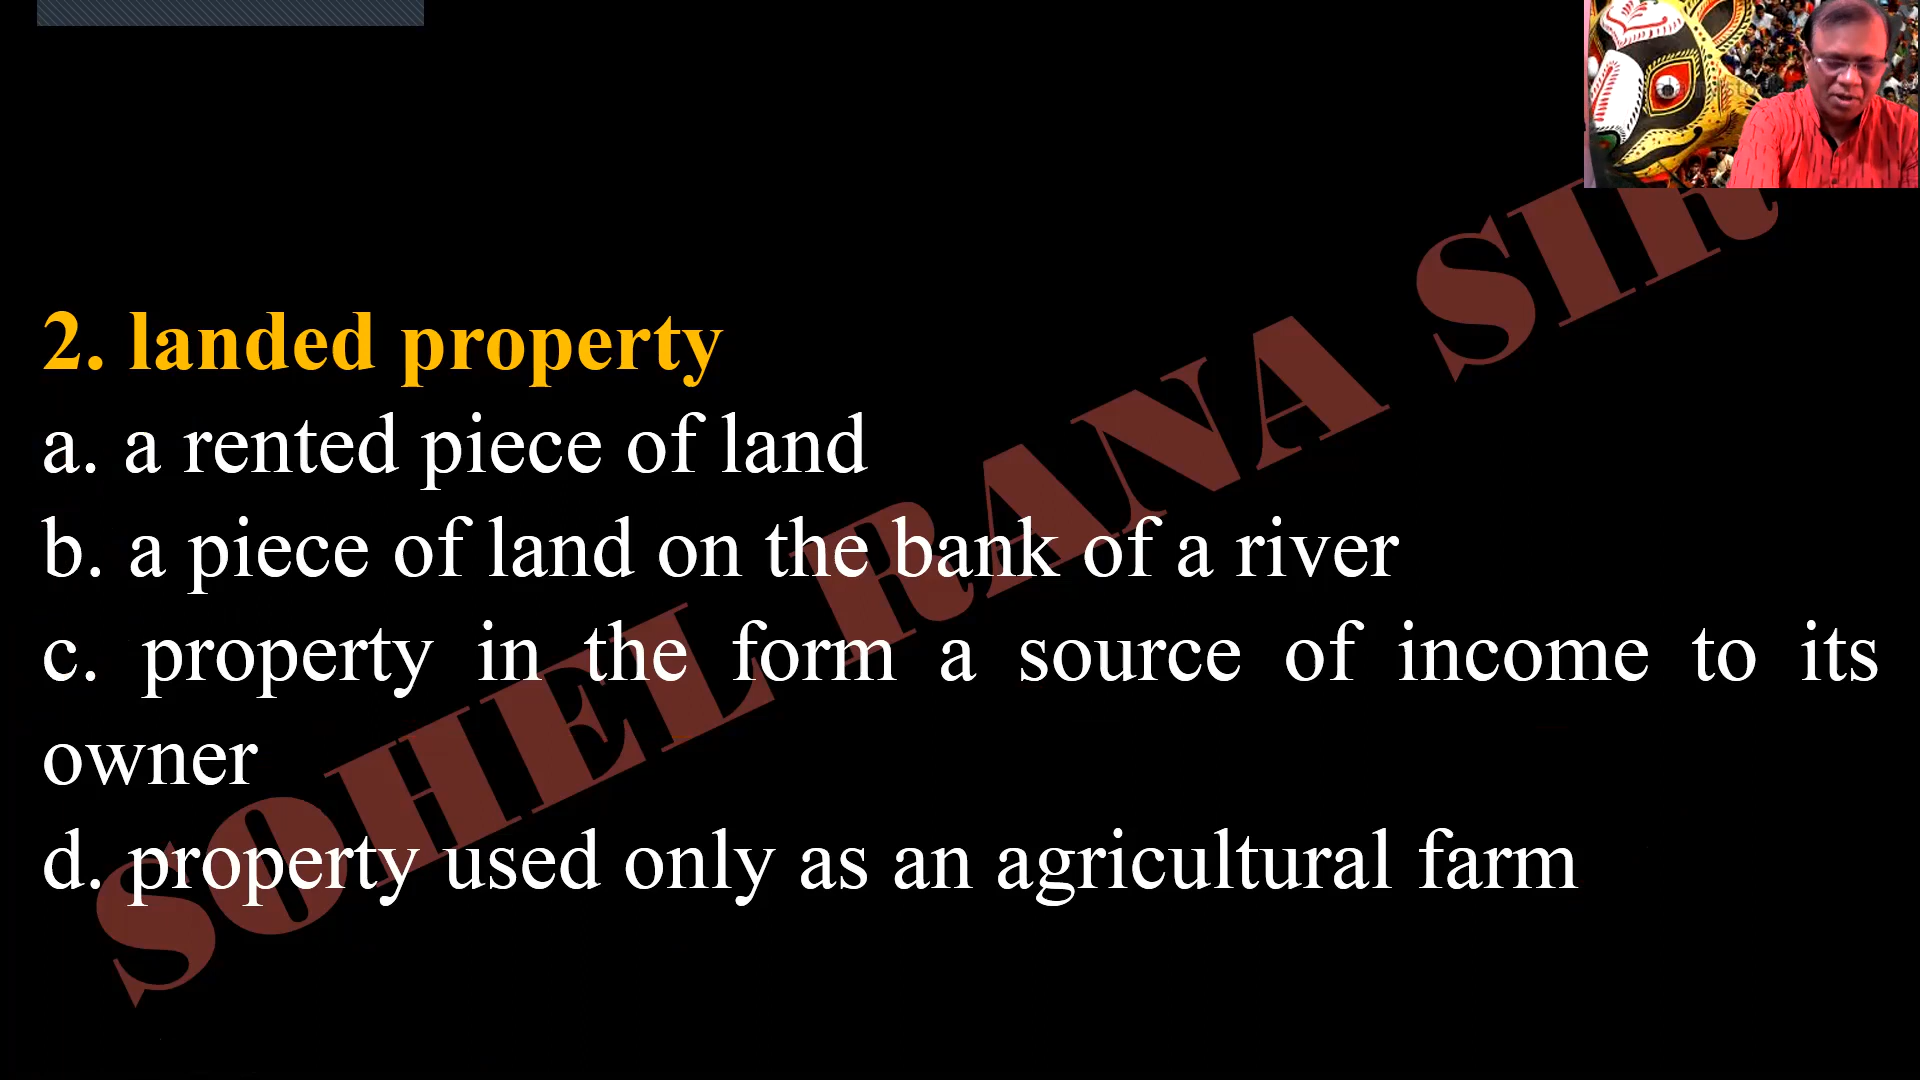 2. landed property
a. a rented piece of land
b. a piece of land on the bank of a river
c. property in the form a source of income to its
owner
d. property used only as an agricultural farm
SOHEL RANA SIR